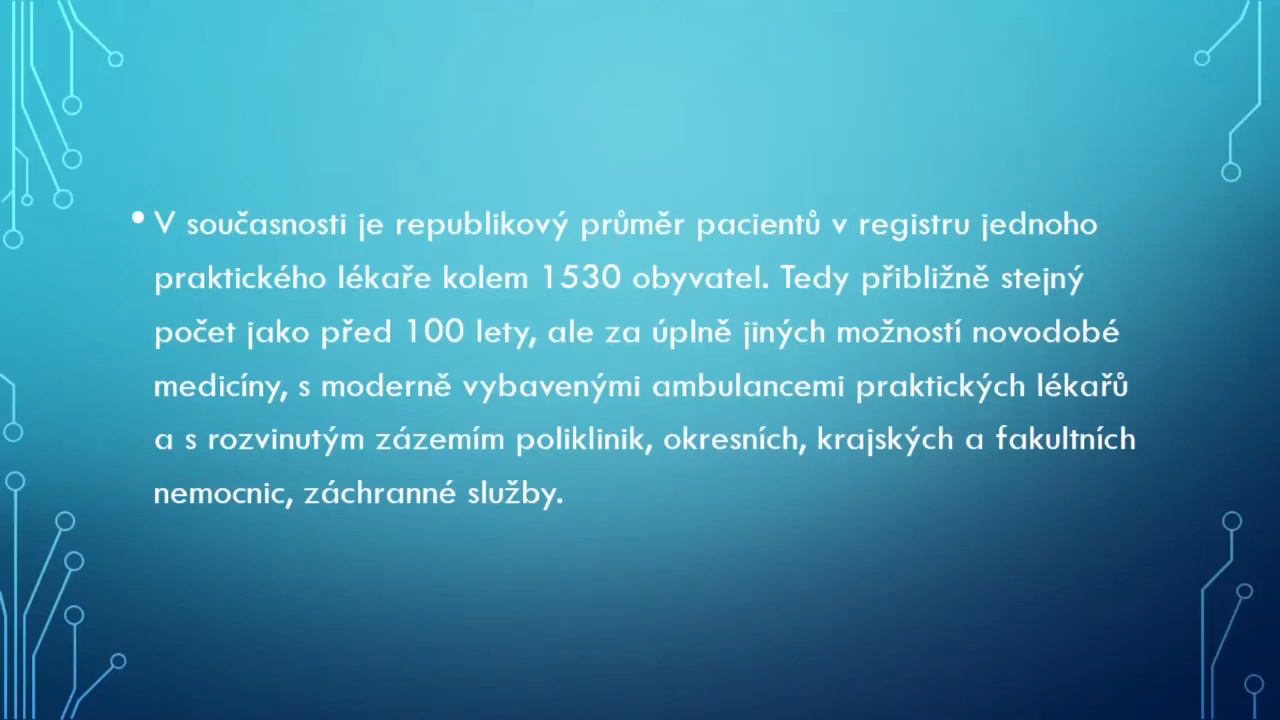 • V současnosti je republikový průměr pacientů v registru jednoho
praktického lékaře kolem 1530 obyvatel. Tedy přibližně stejný
počet jako před 100 lety, ale za úplně jiných možností novodobé
medicíny, s moderně vybavenými ambulancemi praktických lékařů
a s rozvinutým zázemím poliklinik, okresních, krajských a fakultních
nemocnic, záchranné služby.